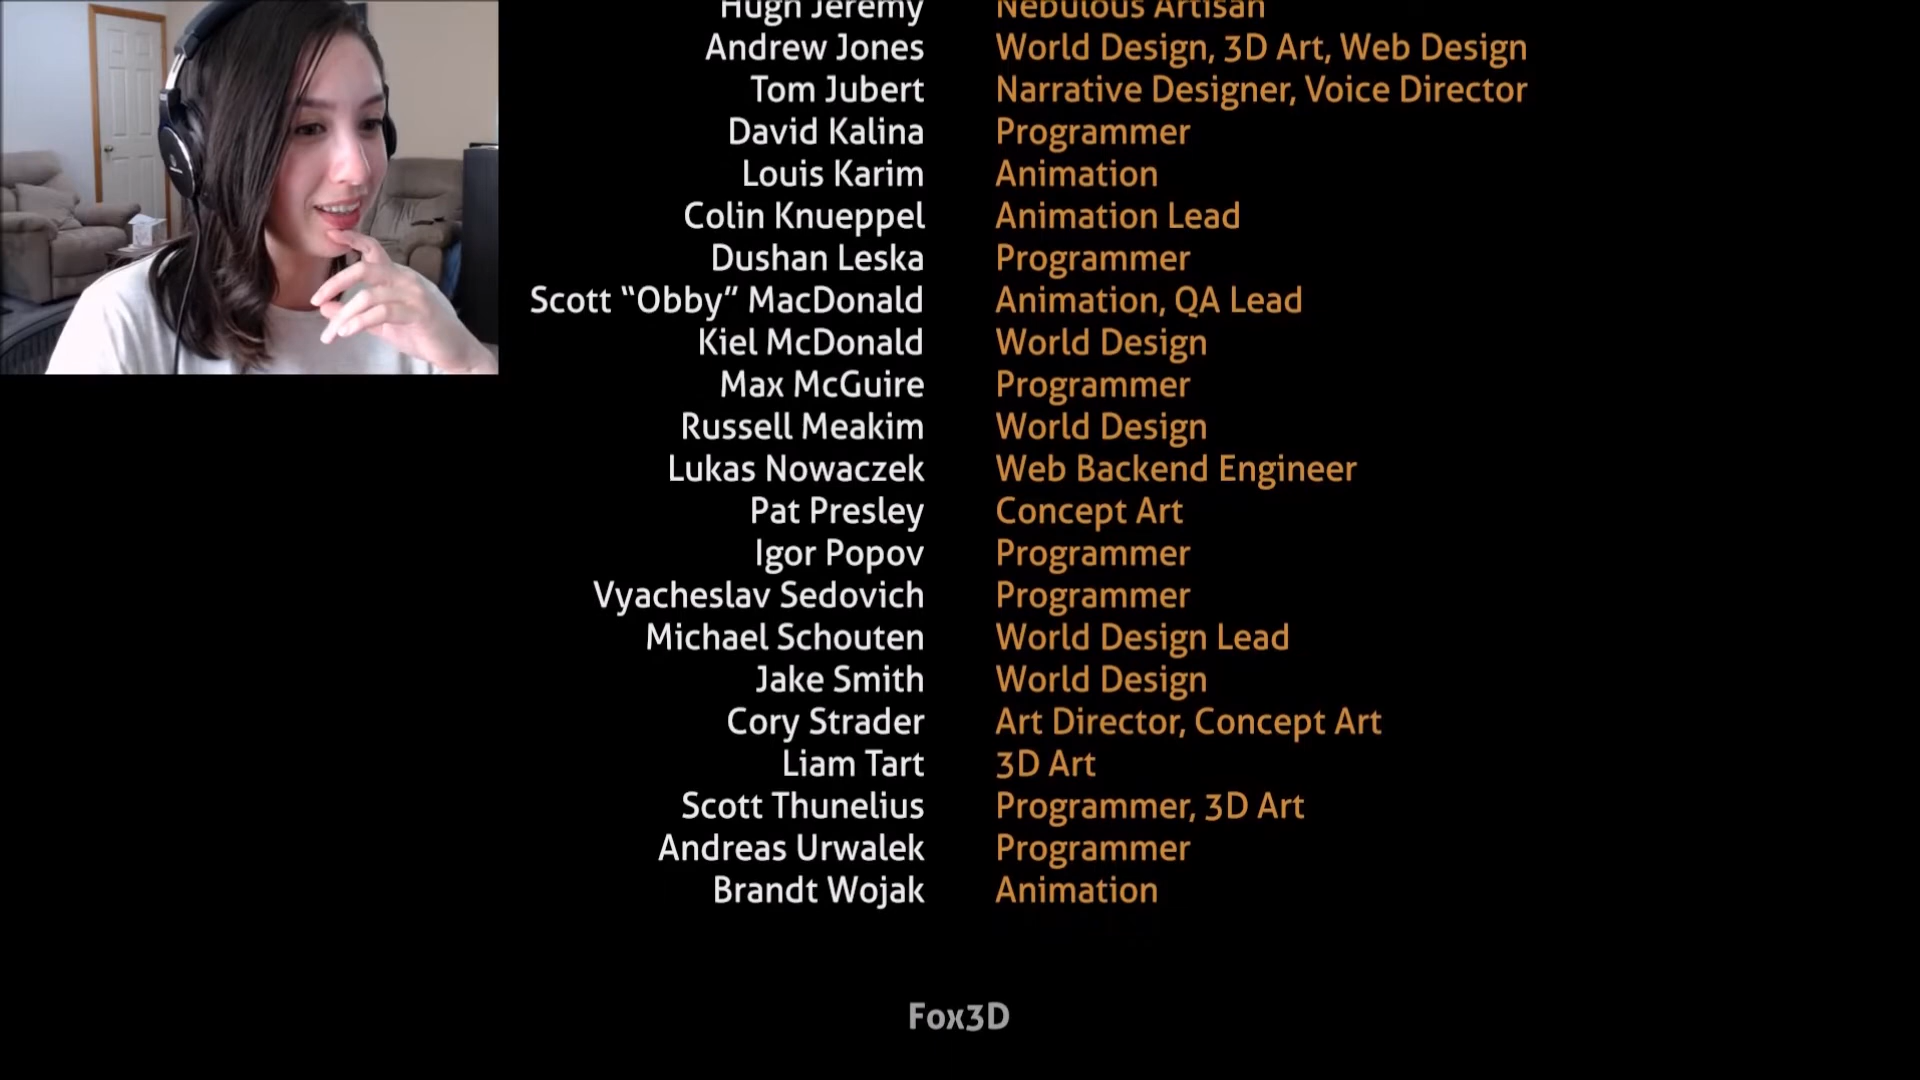 Hugh Jeremy Nebulous Artisan
Andrew Jones World Design, 3D Art, Web Design
Tom Jubert Narrative Designer, Voice Director
David Kalina Programmer
Louis Karim Animation
Colin Knueppel Animation Lead
Dushan Leska Programmer
Scott “Obby” MacDonald Animation, QA Lead
Kiel McDonald World Design
Max McGuire Programmer
Russell Meakim World Design
Lukas Nowaczek Web Backend Engineer
Pat Presley Concept Art
Igor Popov Programmer
Vyacheslav Sedovich Programmer
Michael Schouten World Design Lead
Jake Smith World Design
Cory Strader Art Director, Concept Art
Liam Tart 3D Art
Scott Thunelius Programmer, 3D Art
Andreas Urwalek Programmer
Brandt Wojak Animation
Fox3D